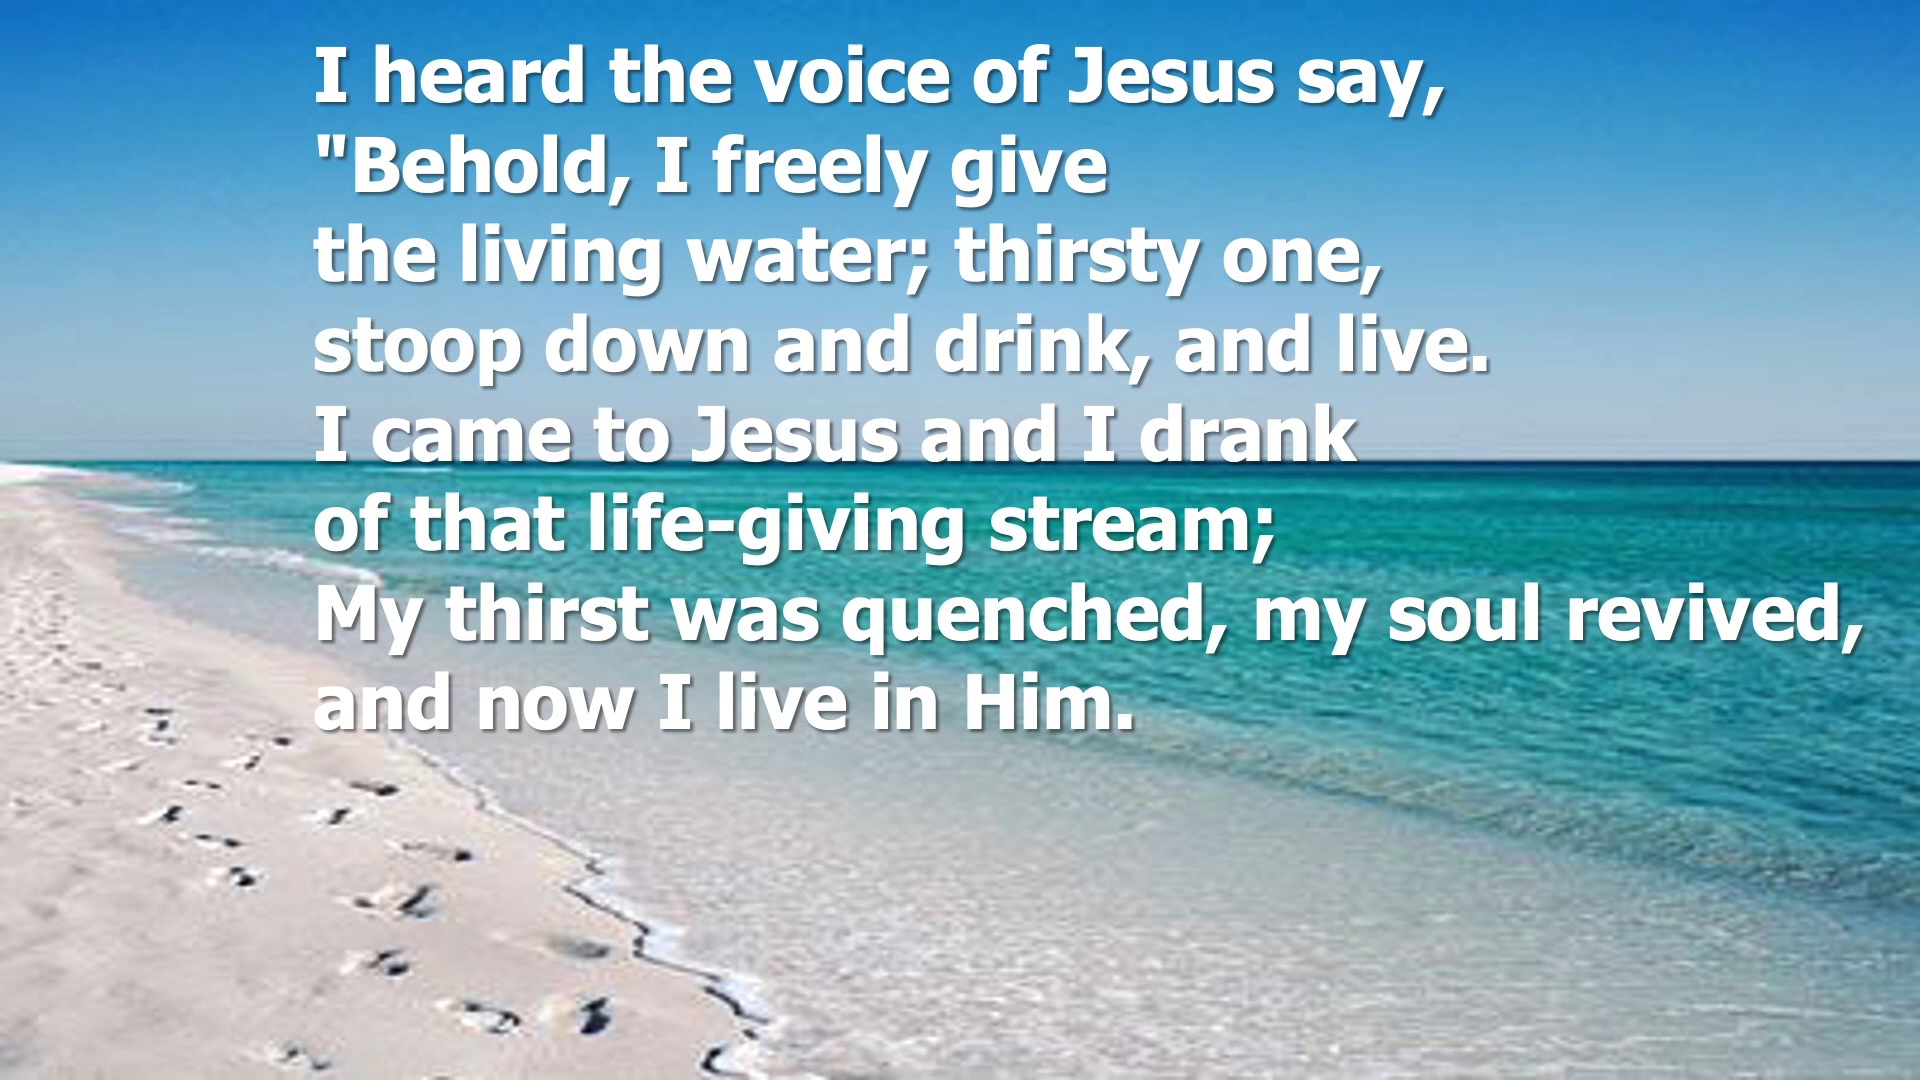 I heard the voice of Jesus say,
"Behold, I freely give
the living water; thirsty one,
stoop down and drink, and live.
I came to Jesus and I drank
of that life-giving stream;
My thirst was quenched, my soul revived,
and now I live in Him.